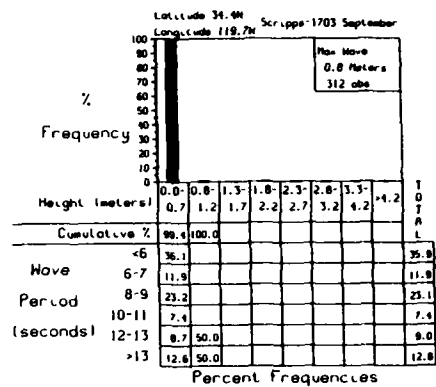 Latitude 34.4N Scripps-1703 September
Longitude 119.7W
100
90
80
70
60
50
40
30
20
10
0
%
Frequency
Max Wave
0.8 Meters
312 obs
Height (meters) 0.0-0.7 0.8-1.2 1.3-1.7 1.8-2.2 2.3-2.7 2.8-3.2 3.3-4.2 >4.2 TOTAL
Cumulative % 99.4 100.0
Wave Period (seconds)
<6 36.1 35.9
6-7 11.9 11.9
8-9 23.2 23.1
10-11 7.4 7.4
12-13 8.7 50.0 9.0
>13 12.6 50.0 12.8
Percent Frequencies